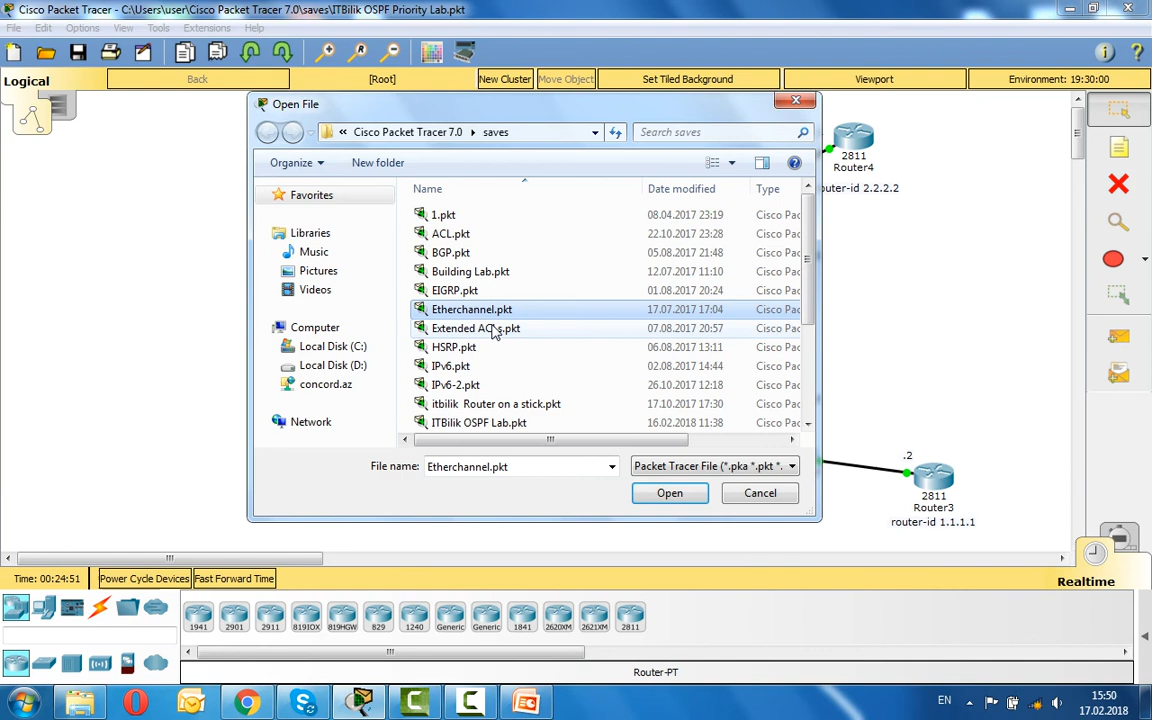 Cisco Packet Tracer 7.0 - C:\Users\user\Cisco Packet Tracer 7.0\saves\ITBilik OSPF Priority Lab.pkt
File Edit Options View Tools Extensions Help
Logical Back [Root] New Cluster Move Object Set Tiled Background Viewport Environment: 19:30:00
Open File
« Cisco Packet Tracer 7.0 saves Search saves
Organize New folder
Favorites
Libraries
Music
Pictures
Videos
Computer
Local Disk (C:)
Local Disk (D:)
concord.az
Network
Name Date modified Type
1.pkt 08.04.2017 23:19 Cisco Pac
ACL.pkt 22.10.2017 23:28 Cisco Pac
BGP.pkt 05.08.2017 21:48 Cisco Pac
Building Lab.pkt 12.07.2017 11:10 Cisco Pac
EIGRP.pkt 01.08.2017 20:24 Cisco Pac
Etherchannel.pkt 17.07.2017 17:04 Cisco Pac
Extended ACLs.pkt 07.08.2017 20:57 Cisco Pac
HSRP.pkt 06.08.2017 13:11 Cisco Pac
IPv6.pkt 02.08.2017 14:44 Cisco Pac
IPv6-2.pkt 26.10.2017 12:18 Cisco Pac
itbilik Router on a stick.pkt 17.10.2017 17:30 Cisco Pac
ITBilik OSPF Lab.pkt 16.02.2018 11:38 Cisco Pac
File name: Etherchannel.pkt Packet Tracer File (*.pka *.pkt *.
Open Cancel
2811
Router4
outer-id 2.2.2.2
.2
2811
Router3
router-id 1.1.1.1
Time: 00:24:51 Power Cycle Devices Fast Forward Time Realtime
1941 2901 2911 819IOX 819HGW 829 1240 Generic Generic 1841 2620XM 2621XM 2811
Router-PT
EN 15:50
17.02.2018